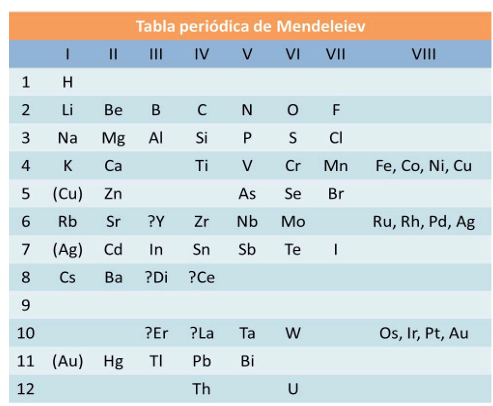 Tabla periódica de Mendeleiev
I II III IV V VI VII VIII
1 H
2 Li Be B C N O F
3 Na Mg Al Si P S Cl
4 K Ca Ti V Cr Mn Fe, Co, Ni, Cu
5 (Cu) Zn As Se Br
6 Rb Sr ?Y Zr Nb Mo Ru, Rh, Pd, Ag
7 (Ag) Cd In Sn Sb Te I
8 Cs Ba ?Di ?Ce
9
10 ?Er ?La Ta W Os, Ir, Pt, Au
11 (Au) Hg Tl Pb Bi
12 Th U